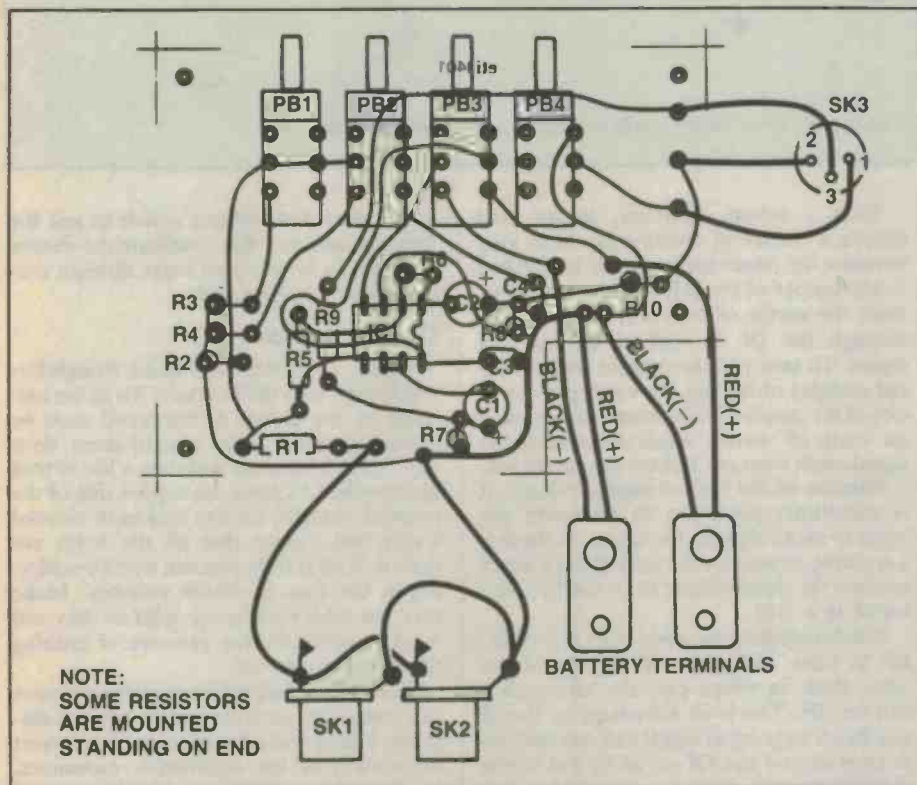 PB1 PB2 PB3 PB4 SK3
2 1
3
R3
R4
R2
R9
R5
R6
IC1
C2
C4
R8
C3
R10
R1
R7
C1
+
+
BLACK(−)
RED(+)
BLACK(−)
RED(+)
BATTERY TERMINALS
SK1 SK2
NOTE:
SOME RESISTORS
ARE MOUNTED
STANDING ON END